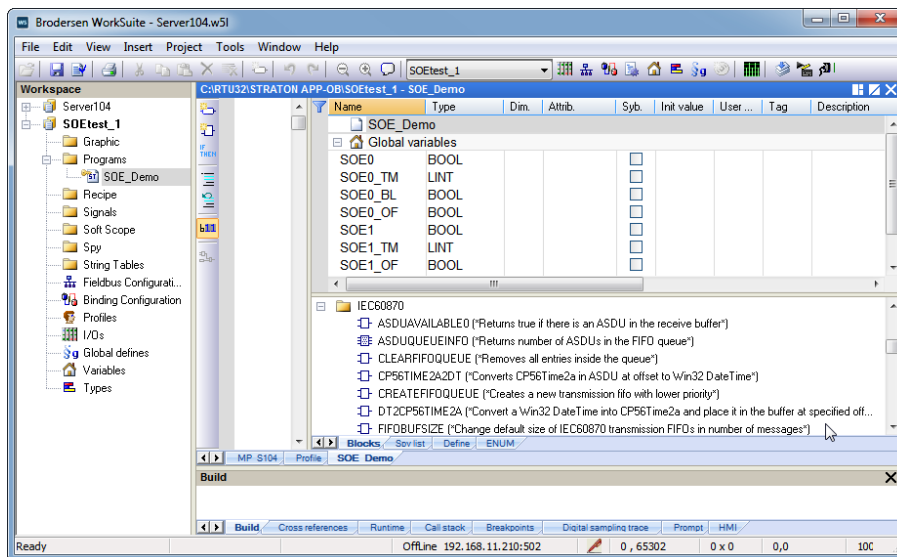 Brodersen WorkSuite - Server104.w5l
File Edit View Insert Project Tools Window Help
SOEtest_1
Workspace
Server104
SOEtest_1
Graphic
Programs
SOE_Demo
Recipe
Signals
Soft Scope
Spy
String Tables
Fieldbus Configurati...
Binding Configuration
Profiles
I/Os
Global defines
Variables
Types
C:\RTU32\STRATON APP-OB\SOEtest_1 - SOE_Demo
IF
THEN
Name Type Dim. Attrib. Syb. Init value User ... Tag Description
SOE_Demo
Global variables
SOE0 BOOL
SOE0_TM LINT
SOE0_BL BOOL
SOE0_OF BOOL
SOE1 BOOL
SOE1_TM LINT
SOE1_OF BOOL
IEC60870
ASDUAVAILABLE0 (*Returns true if there is an ASDU in the receive buffer*)
ASDUQUEUEINFO (*Returns number of ASDUs in the FIFO queue*)
CLEARFIFOQUEUE (*Removes all entries inside the queue*)
CP56TIME2A2DT (*Converts CP56Time2a in ASDU at offset to Win32 DateTime*)
CREATEFIFOQUEUE (*Creates a new transmission fifo with lower priority*)
DT2CP56TIME2A (*Convert a Win32 DateTime into CP56Time2a and place it in the buffer at specified off...
FIFOBUFSIZE (*Change default size of IEC60870 transmission FIFOs in number of messages*)
Blocks Spy list Define ENUM
MP_S104 Profile SOE_Demo
Build
Build Cross references Runtime Call stack Breakpoints Digital sampling trace Prompt HMI
Ready OffLine 192.168.11.210:502 0 , 65302 0 x 0 0,0 100